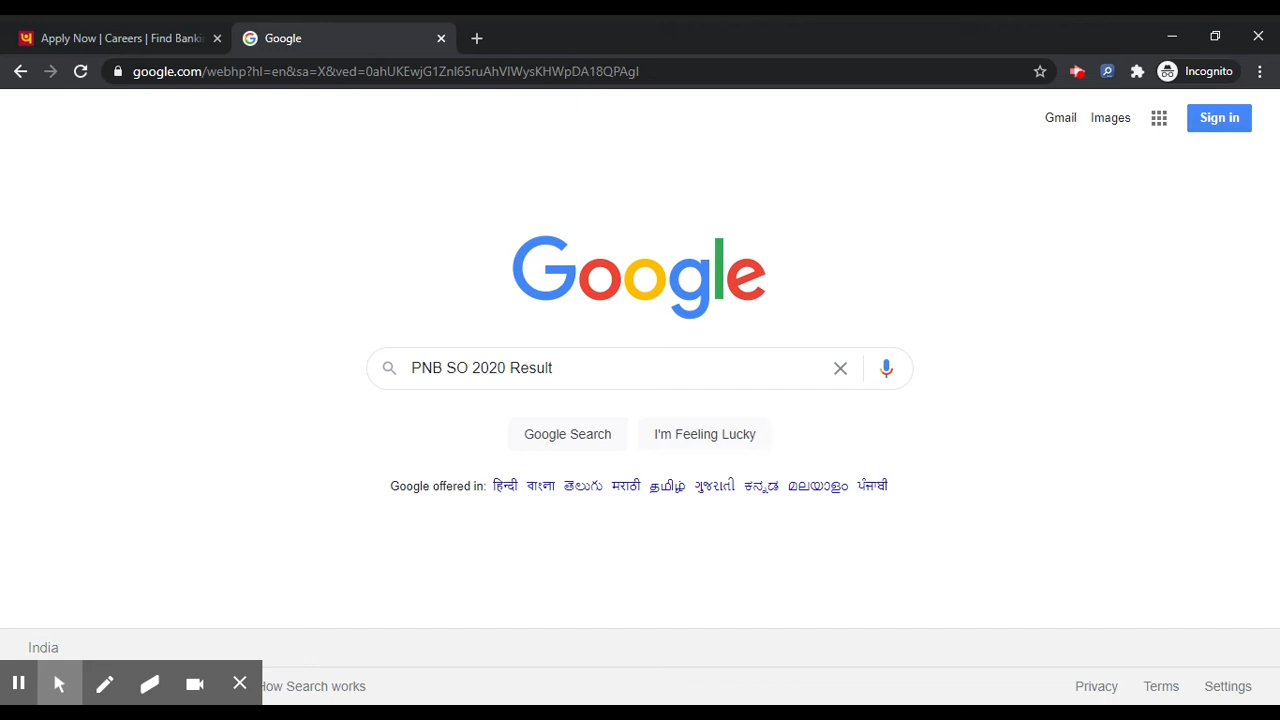 Apply Now | Careers | Find Banki
Google
google.com/webhp?hl=en&sa=X&ved=0ahUKEwjG1ZnI65ruAhVIWysKHWpDA18QPAgI
Incognito
Gmail Images Sign in
Google
PNB SO 2020 Result
Google Search I'm Feeling Lucky
Google offered in: हिन्दी বাংলা తెలుగు मराठी தமிழ் ગુજરાતી ಕನ್ನಡ മലയാളം ਪੰਜਾਬੀ
India
How Search works Privacy Terms Settings